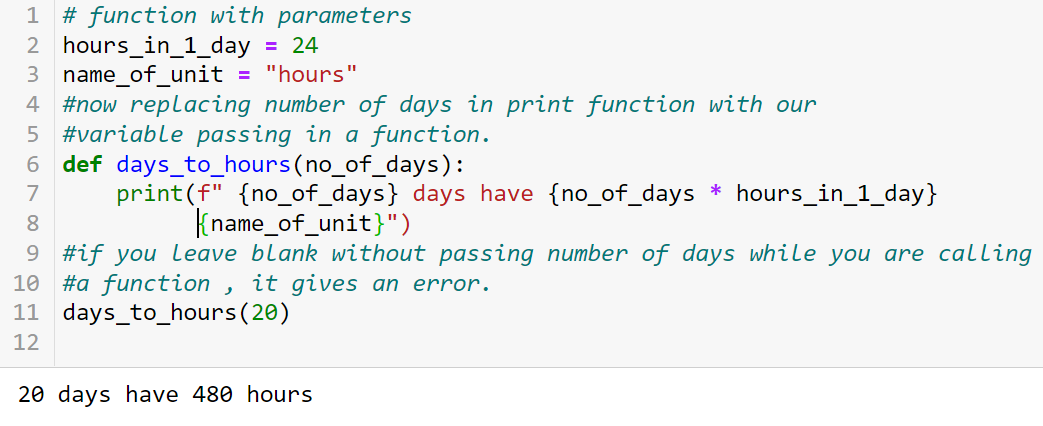 1 # function with parameters
2 hours_in_1_day = 24
3 name_of_unit = "hours"
4 #now replacing number of days in print function with our
5 #variable passing in a function.
6 def days_to_hours(no_of_days):
7     print(f" {no_of_days} days have {no_of_days * hours_in_1_day}
8           {name_of_unit}")
9 #if you leave blank without passing number of days while you are calling
10 #a function , it gives an error.
11 days_to_hours(20)
12
20 days have 480 hours